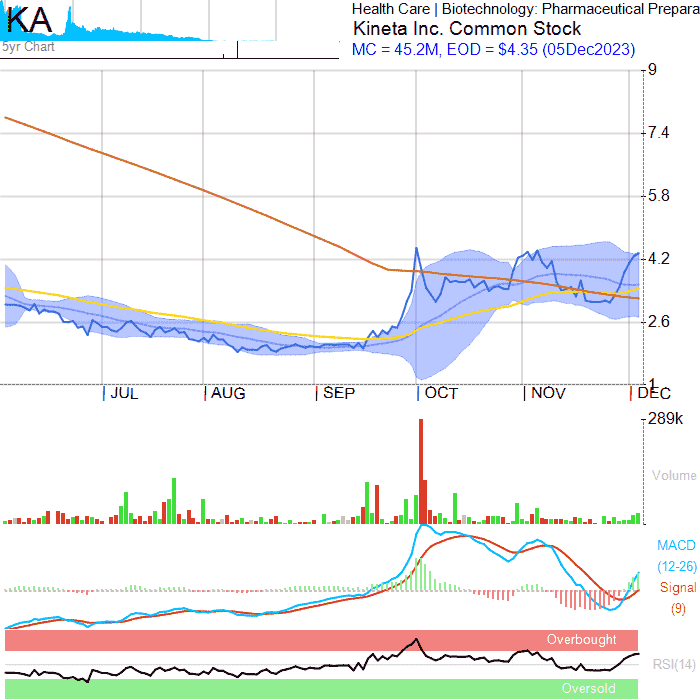 KA
Health Care | Biotechnology: Pharmaceutical Prepara
Kineta Inc. Common Stock
5yr Chart
MC = 45.2M, EOD = $4.35 (05Dec2023)
9
7.4
5.8
4.2
2.6
1
JUL AUG SEP OCT NOV DEC
289k
Volume
MACD
(12-26)
Signal
(9)
Overbought
RSI(14)
Oversold